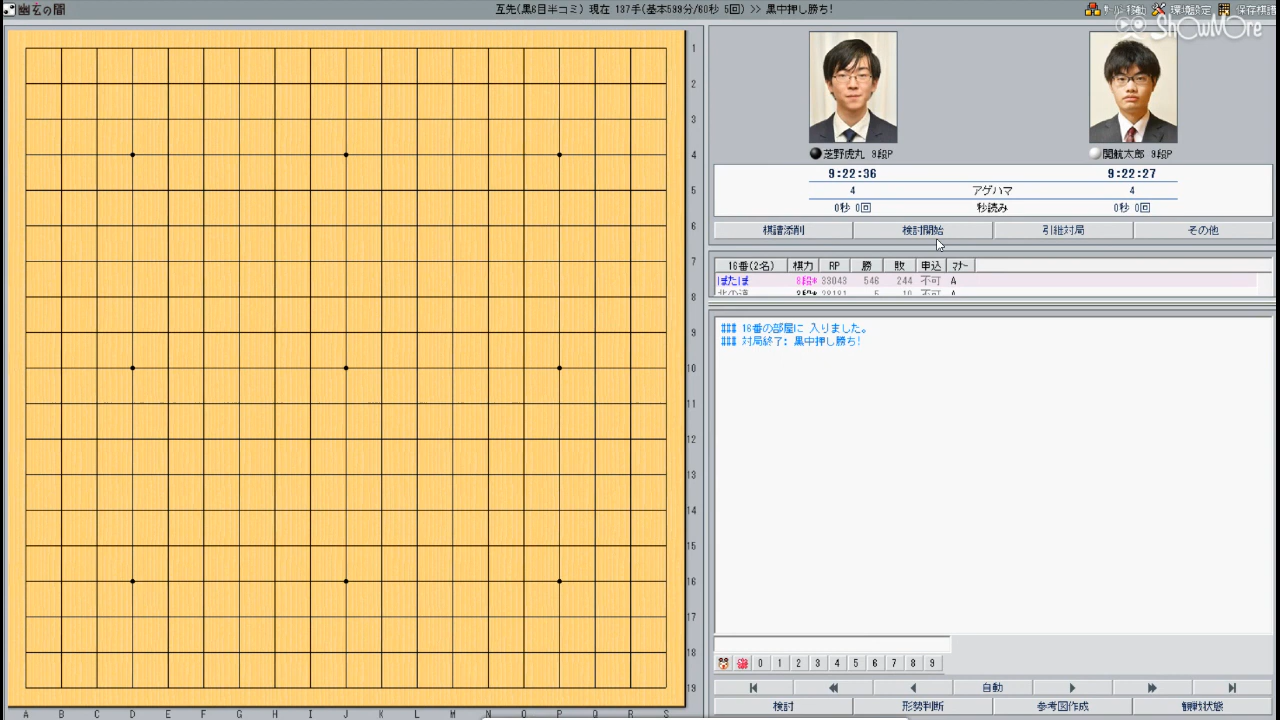 幽玄の間
互先(黒6目半コミ) 現在 137手(基本599分/60秒 5回) >> 黒中押し勝ち!
環境設定 保存棋譜
ShowMore
芝野虎丸 9段P
關航太郎 9段P
9:22:36 9:22:27
4 アゲハマ 4
0秒 0回 秒読み 0秒 0回
棋譜添削 検討開始 引継対局 その他
16番(2名) 棋力 RP 勝 敗 申込 マナー
ぽたぽ 8段* 33043 546 244 不可 A
### 16番の部屋に 入りました。
### 対局終了: 黒中押し勝ち!
0 1 2 3 4 5 6 7 8 9
自動
検討 形勢判断 参考図作成 観戦状態
1
2
3
4
5
6
7
8
9
10
11
12
13
14
15
16
17
18
19
A B C D E F G H I J K L M N O P Q R S